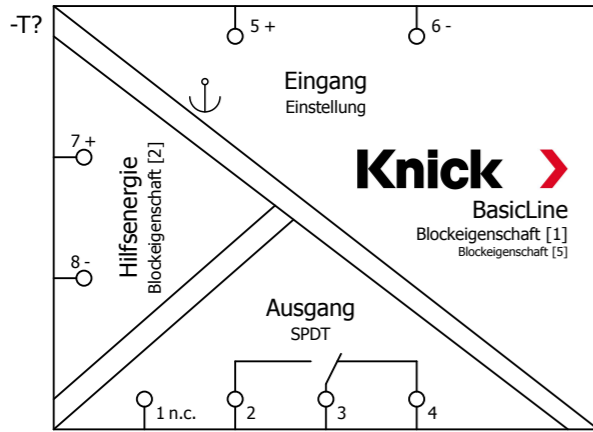 -T?
5 +
6 -
Eingang
Einstellung
7 +
Hilfsenergie
Blockeigenschaft [2]
8 -
Knick
BasicLine
Blockeigenschaft [1]
Blockeigenschaft [5]
Ausgang
SPDT
1 n.c.
2
3
4